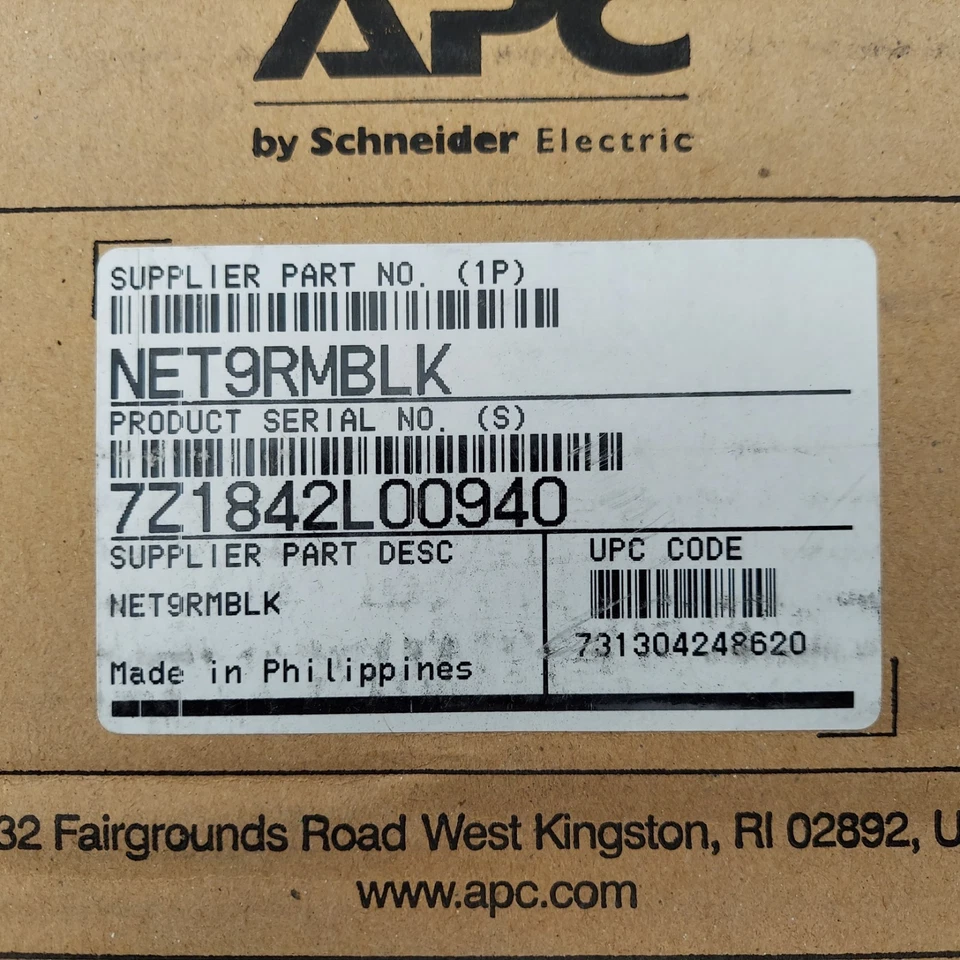 APC
by Schneider Electric
SUPPLIER PART NO. (1P)
NET9RMBLK
PRODUCT SERIAL NO. (S)
7Z1842L00940
SUPPLIER PART DESC
UPC CODE
NET9RMBLK
731304248620
Made in Philippines
32 Fairgrounds Road West Kingston, RI 02892, U
www.apc.com